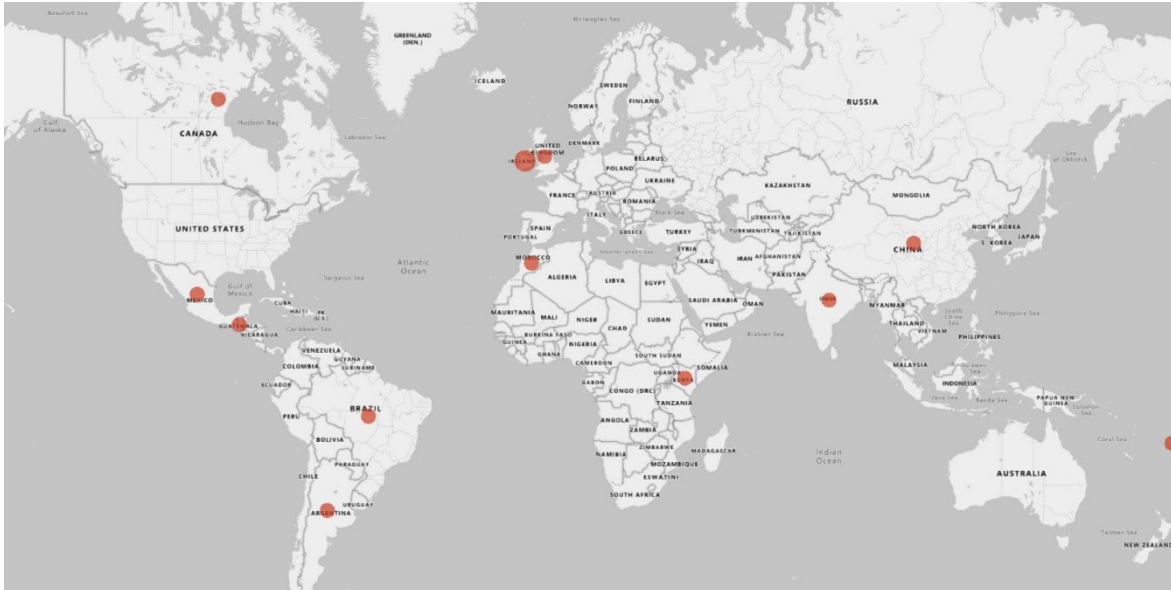 Beaufort Sea
Norwegian Sea
GREENLAND
(DEN.)
ICELAND
SWEDEN
FINLAND
NORWAY
RUSSIA
Gulf
of Alaska
CANADA
Hudson Bay
Labrador Sea
UNITED
KINGDOM
DENMARK
IRELAND
BELARUS
POLAND
UKRAINE
Sea
of Okhotsk
KAZAKHSTAN
MONGOLIA
FRANCE
AUSTRIA
ROMANIA
ITALY
Black Sea
UZBEKISTAN
UNITED STATES
SPAIN
PORTUGAL
GREECE
TURKEY
TURKMENISTAN
TAJIKISTAN
NORTH KOREA
JAPAN
S KOREA
CHINA
Mediterranean Sea
SYRIA
IRAQ
IRAN
AFGHANISTAN
PAKISTAN
MOROCCO
Atlantic
Ocean
Sargasso Sea
ALGERIA
LIBYA
EGYPT
Gulf of
Mexico
MEXICO
CUBA
HAITI
PR
SAUDI ARABIA
OMAN
INDIA
MYANMAR
MAURITANIA
MALI
NIGER
CHAD
SUDAN
YEMEN
South
China
Sea
Philippine Sea
GUATEMALA
NICARAGUA
Caribbean Sea
BURKINA FASO
GUINEA
GHANA
NIGERIA
Arabian Sea
THAILAND
VIETNAM
PHILIPPINES
VENEZUELA
GUYANA
SURINAME
COLOMBIA
CAMEROON
SOUTH SUDAN
SOMALIA
MALAYSIA
ECUADOR
GABON
UGANDA
KENYA
CONGO (DRC)
INDONESIA
Java Sea
Banda Sea
PAPUA NEW
GUINEA
Solomon
Sea
PERU
BRAZIL
TANZANIA
ANGOLA
ZAMBIA
BOLIVIA
ZIMBABWE
MADAGASCAR
NAMIBIA
MOZAMBIQUE
ESWATINI
Indian
Ocean
Coral Sea
PARAGUAY
CHILE
AUSTRALIA
SOUTH AFRICA
URUGUAY
ARGENTINA
Tasman Sea
NEW ZEALAND